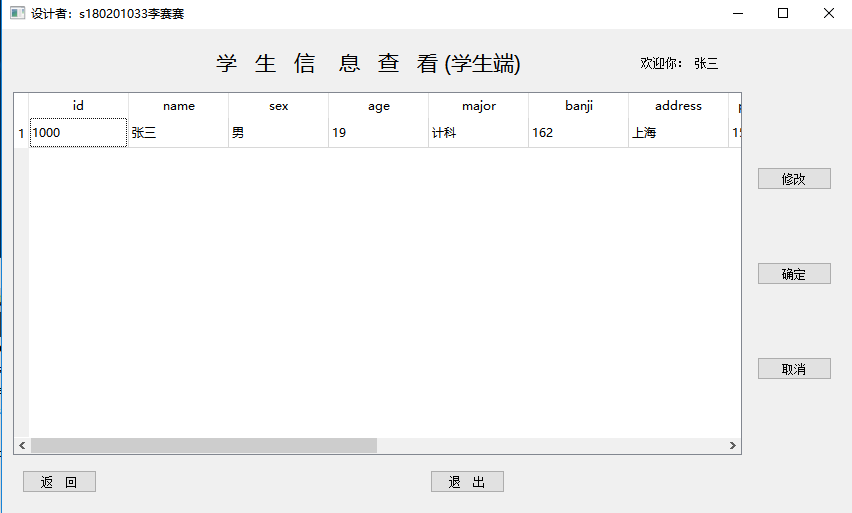 设计者：s180201033李赛赛
学 生 信 息 查 看 (学生端)
欢迎你： 张三
id name sex age major banji address
1 1000 张三 男 19 计科 162 上海
修改
确定
取消
返 回
退 出